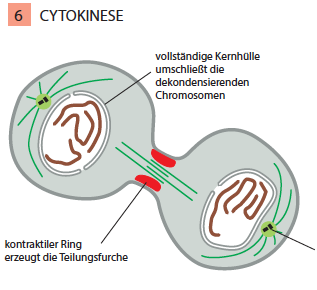 6 CYTOKINESE
vollständige Kernhülle
umschließt die
dekondensierenden
Chromosomen
kontraktiler Ring
erzeugt die Teilungsfurche